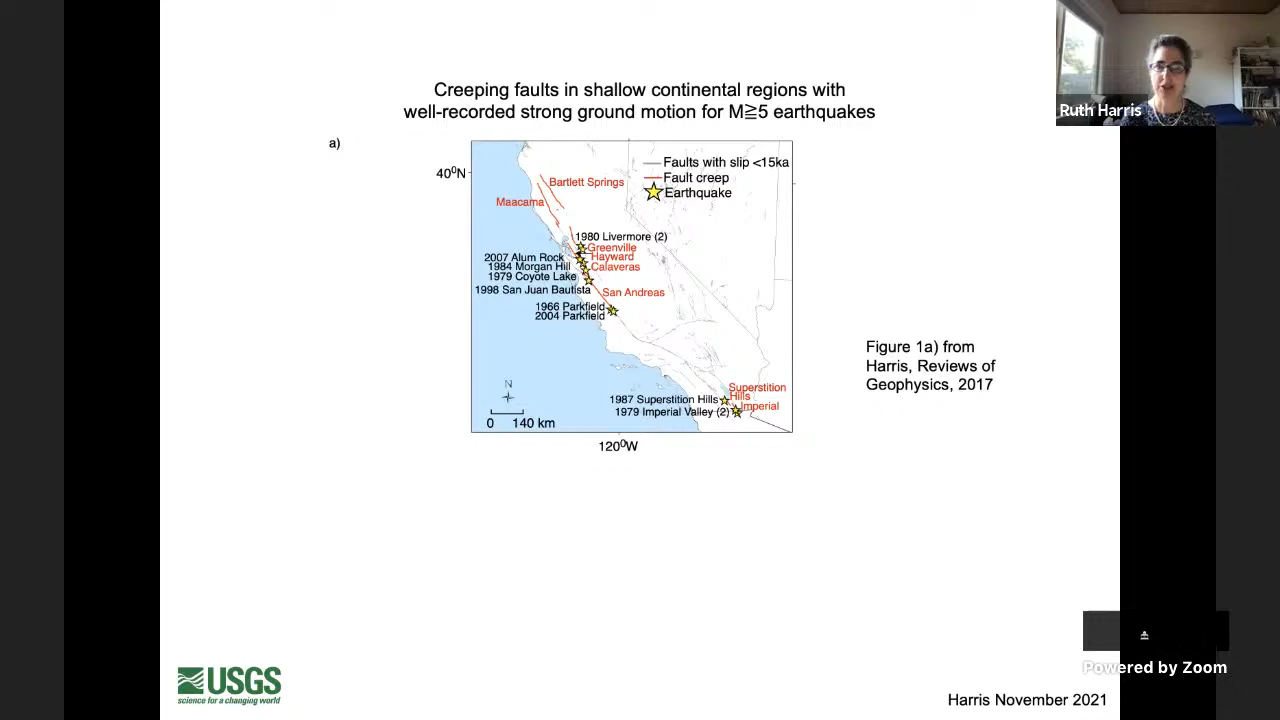 Creeping faults in shallow continental regions with
well-recorded strong ground motion for M≧5 earthquakes
Ruth Harris
a)
40⁰N
Faults with slip <15ka
Fault creep
Earthquake
Bartlett Springs
Maacama
1980 Livermore (2)
Greenville
2007 Alum Rock
Hayward
1984 Morgan Hill
Calaveras
1979 Coyote Lake
1998 San Juan Bautista
San Andreas
1966 Parkfield
2004 Parkfield
Figure 1a) from
Harris, Reviews of
Geophysics, 2017
N
Superstition
Hills
1987 Superstition Hills
Imperial
1979 Imperial Valley (2)
0 140 km
120⁰W
USGS
science for a changing world
Powered by Zoom
Harris November 2021